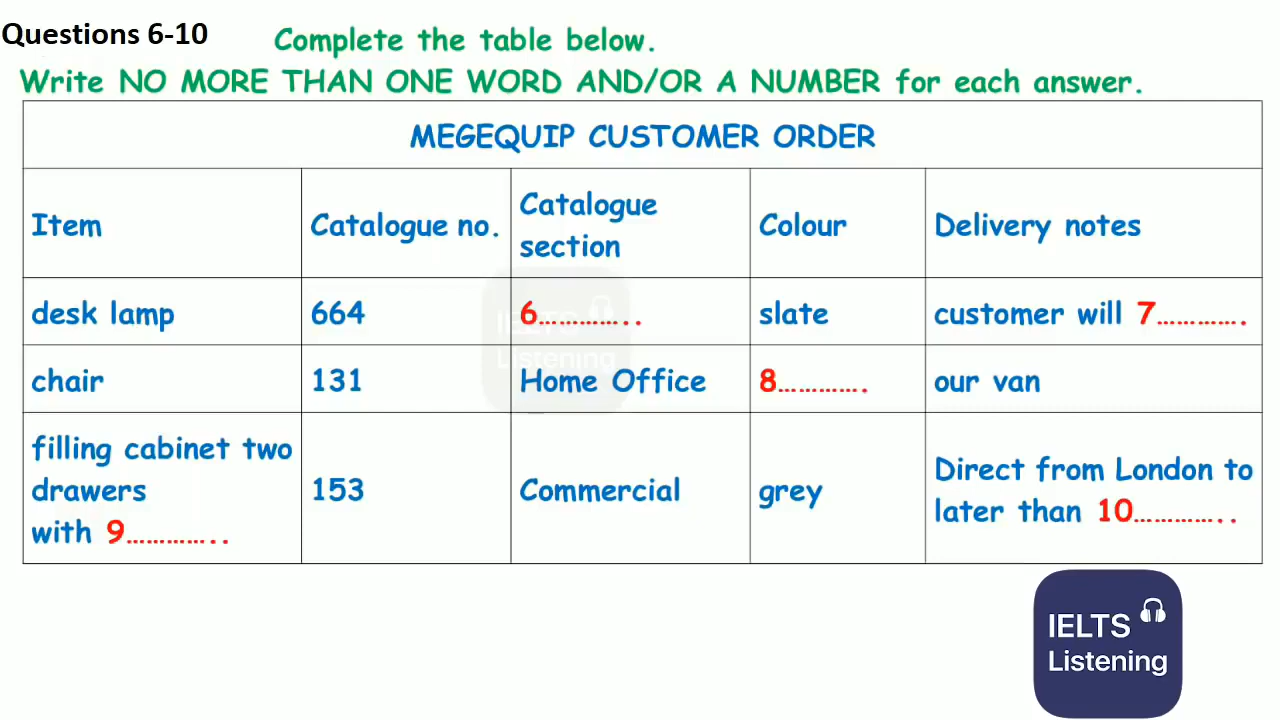 Questions 6-10
Complete the table below.
Write NO MORE THAN ONE WORD AND/OR A NUMBER for each answer.
MEGEQUIP CUSTOMER ORDER
Item
Catalogue no.
Catalogue
section
Colour
Delivery notes
desk lamp
664
6…………..
slate
customer will 7………….
chair
131
Home Office
8………….
our van
filling cabinet two
drawers
with 9…………..
153
Commercial
grey
Direct from London to
later than 10…………..
IELTS
Listening
IELTS
Listening